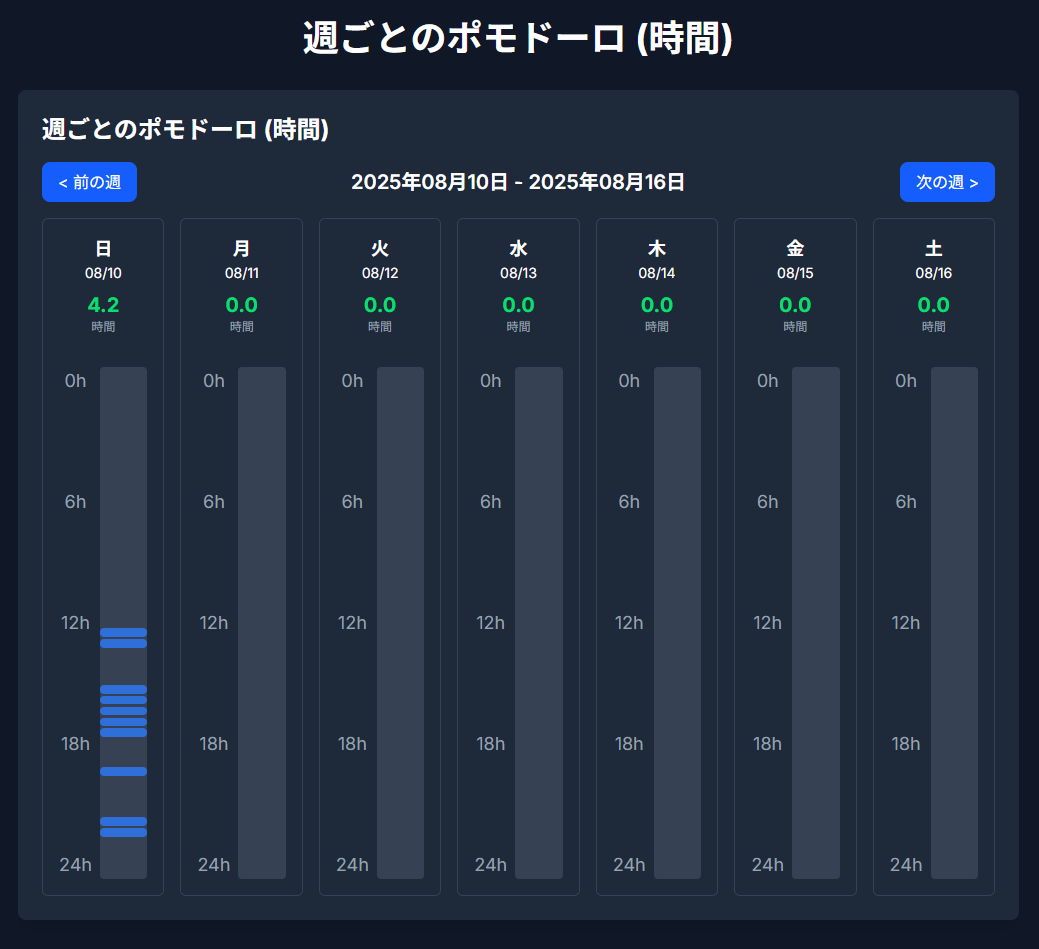 週ごとのポモドーロ (時間)
週ごとのポモドーロ (時間)
< 前の週
2025年08月10日 - 2025年08月16日
次の週 >
日 月 火 水 木 金 土
08/10 08/11 08/12 08/13 08/14 08/15 08/16
4.2 0.0 0.0 0.0 0.0 0.0 0.0
時間 時間 時間 時間 時間 時間 時間
0h 0h 0h 0h 0h 0h 0h
6h 6h 6h 6h 6h 6h 6h
12h 12h 12h 12h 12h 12h 12h
18h 18h 18h 18h 18h 18h 18h
24h 24h 24h 24h 24h 24h 24h